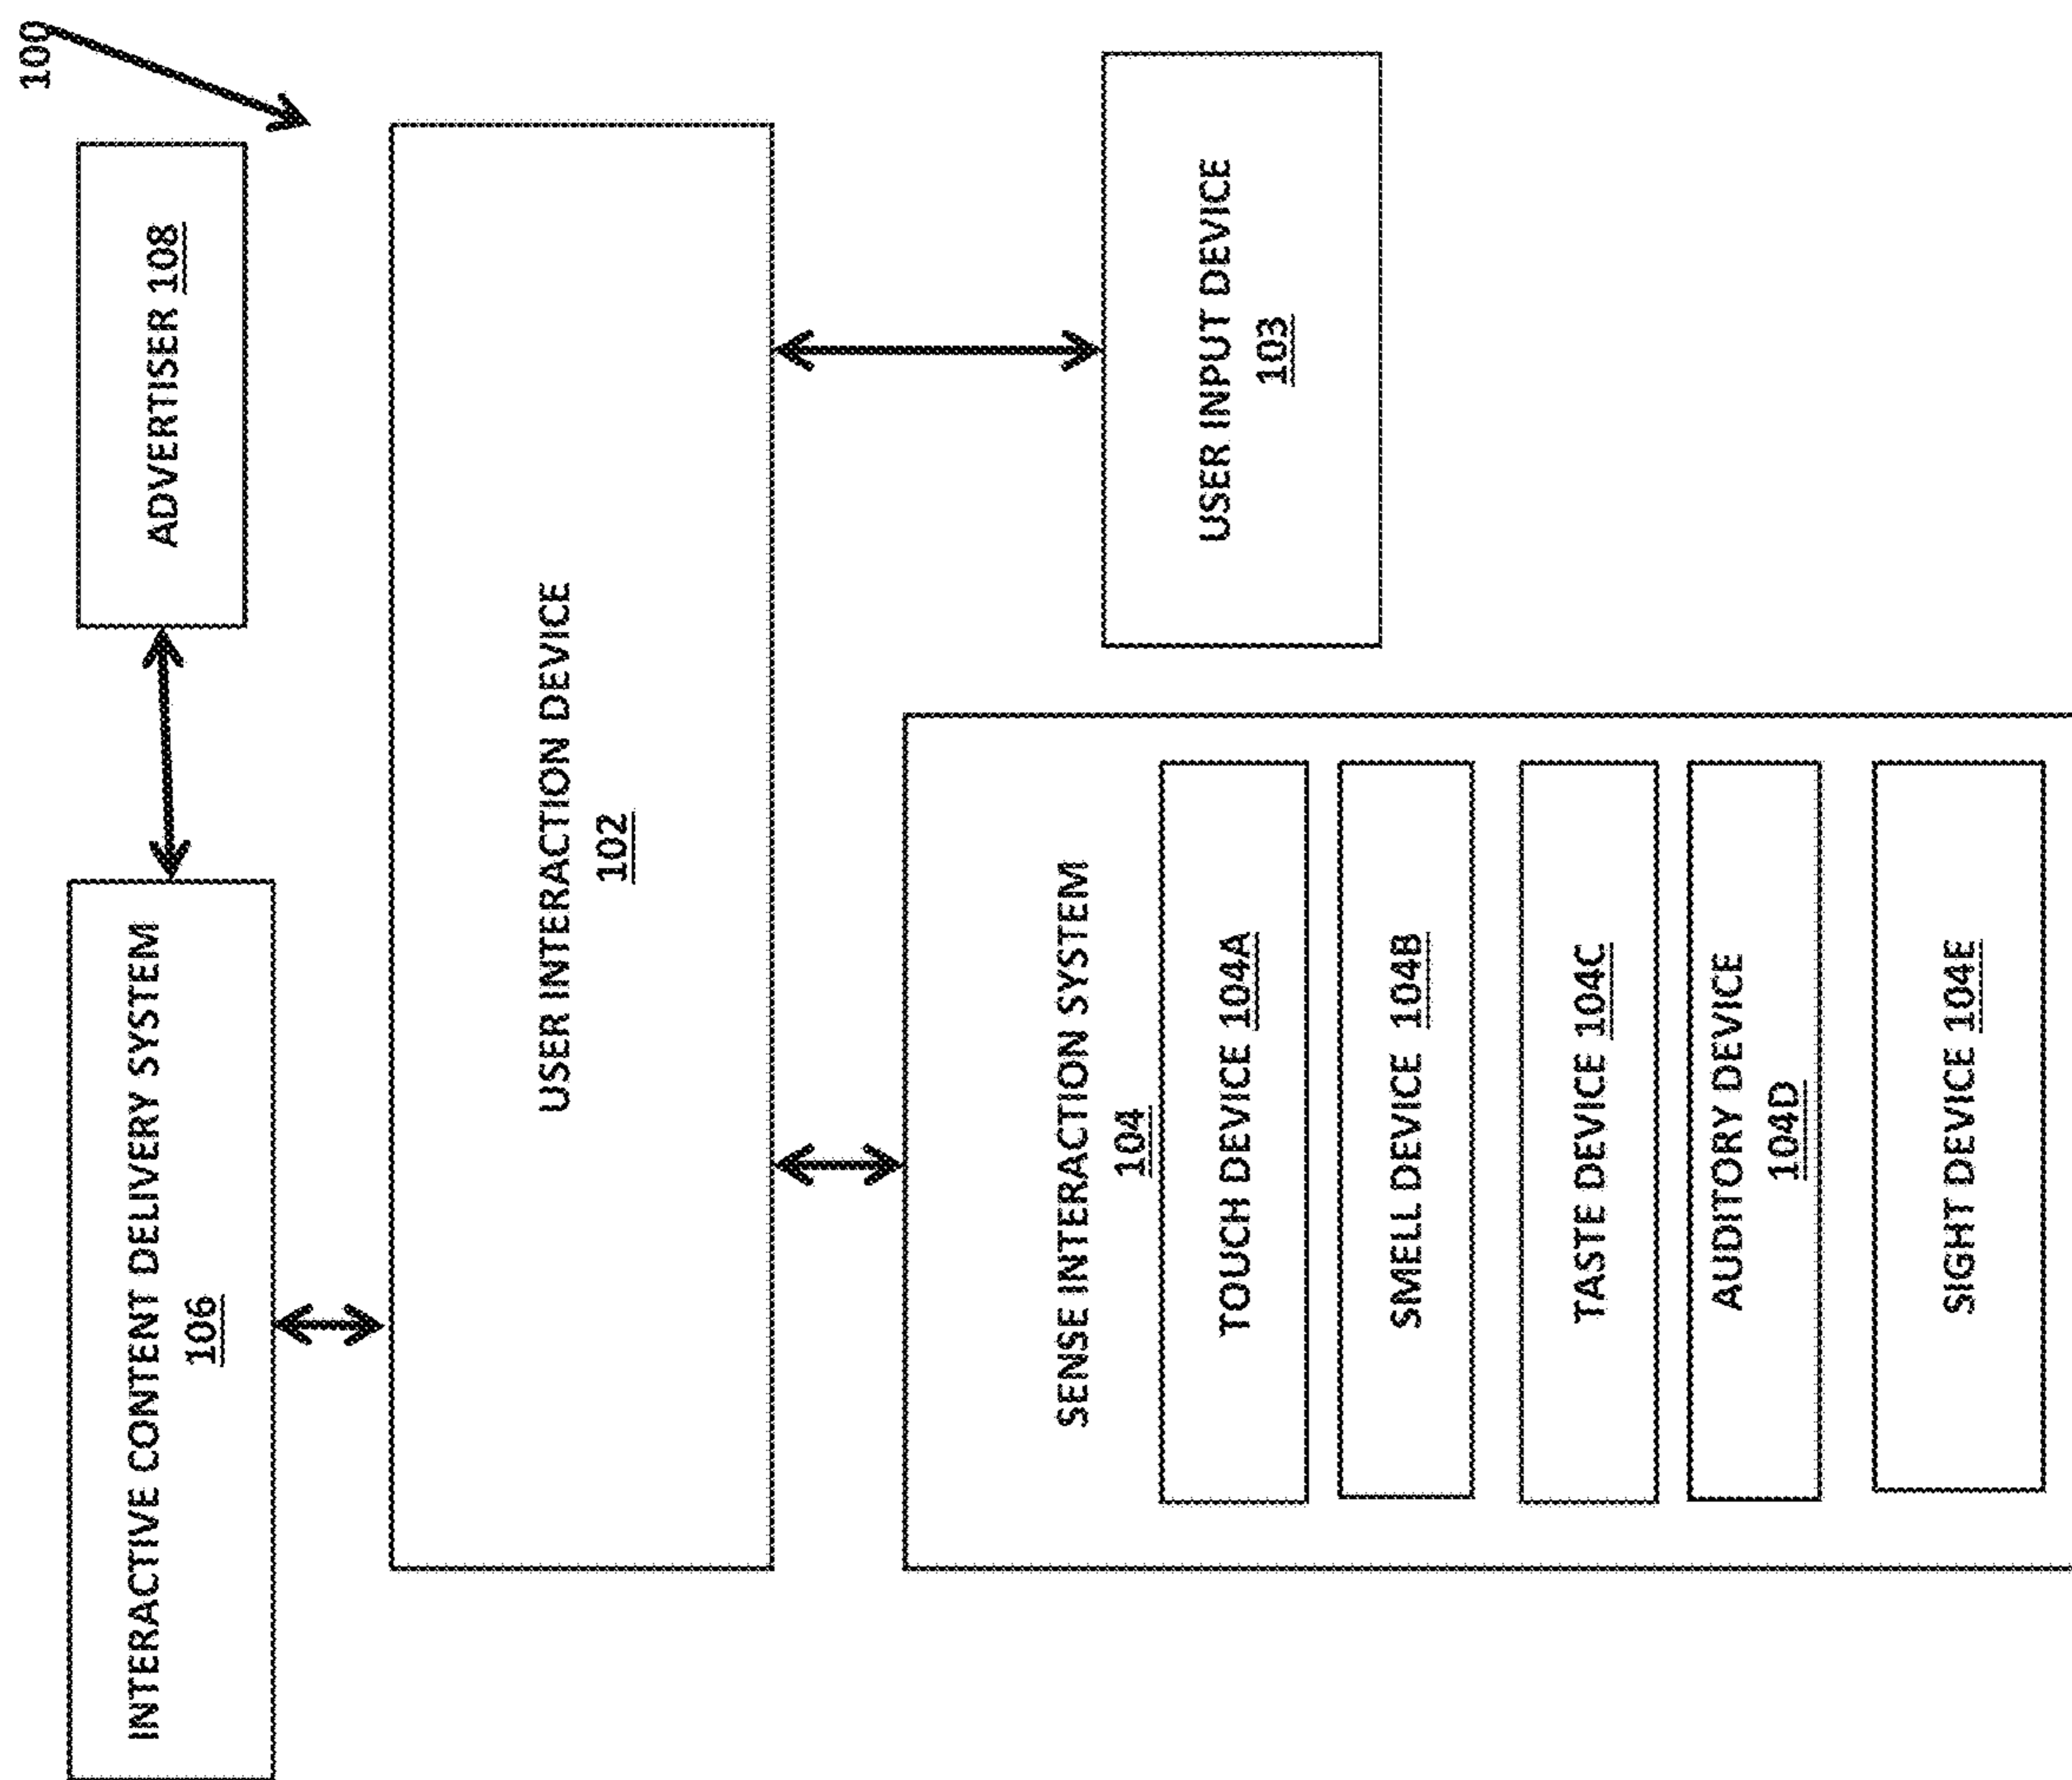 100
INTERACTIVE CONTENT DELIVERY SYSTEM
106
ADVERTISER 108
USER INTERACTION DEVICE
102
SENSE INTERACTION SYSTEM
104
TOUCH DEVICE 104A
SMELL DEVICE 104B
TASTE DEVICE 104C
AUDITORY DEVICE
104D
SIGHT DEVICE 104E
USER INPUT DEVICE
103